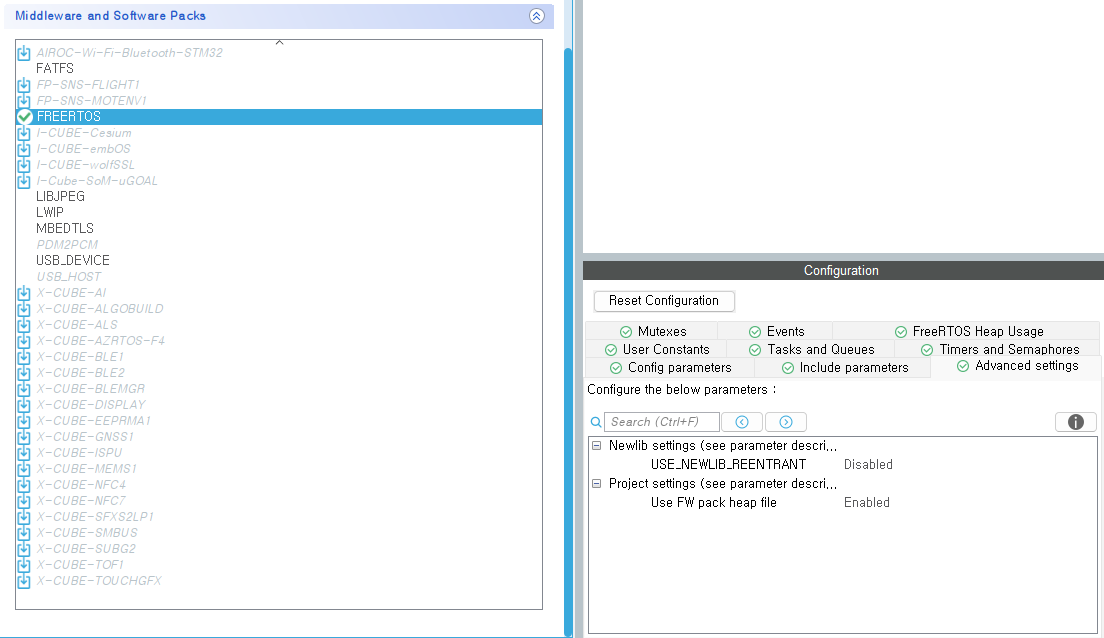 Middleware and Software Packs
AIROC-Wi-Fi-Bluetooth-STM32
FATFS
FP-SNS-FLIGHT1
FP-SNS-MOTENV1
FREERTOS
I-CUBE-Cesium
I-CUBE-embOS
I-CUBE-wolfSSL
I-Cube-SoM-uGOAL
LIBJPEG
LWIP
MBEDTLS
PDM2PCM
USB_DEVICE
USB_HOST
X-CUBE-AI
X-CUBE-ALGOBUILD
X-CUBE-ALS
X-CUBE-AZRTOS-F4
X-CUBE-BLE1
X-CUBE-BLE2
X-CUBE-BLEMGR
X-CUBE-DISPLAY
X-CUBE-EEPRMA1
X-CUBE-GNSS1
X-CUBE-ISPU
X-CUBE-MEMS1
X-CUBE-NFC4
X-CUBE-NFC7
X-CUBE-SFXS2LP1
X-CUBE-SMBUS
X-CUBE-SUBG2
X-CUBE-TOF1
X-CUBE-TOUCHGFX
Configuration
Reset Configuration
Mutexes Events FreeRTOS Heap Usage
User Constants Tasks and Queues Timers and Semaphores
Config parameters Include parameters Advanced settings
Configure the below parameters :
Search (Ctrl+F)
Newlib settings (see parameter descri...
USE_NEWLIB_REENTRANT Disabled
Project settings (see parameter descri...
Use FW pack heap file Enabled